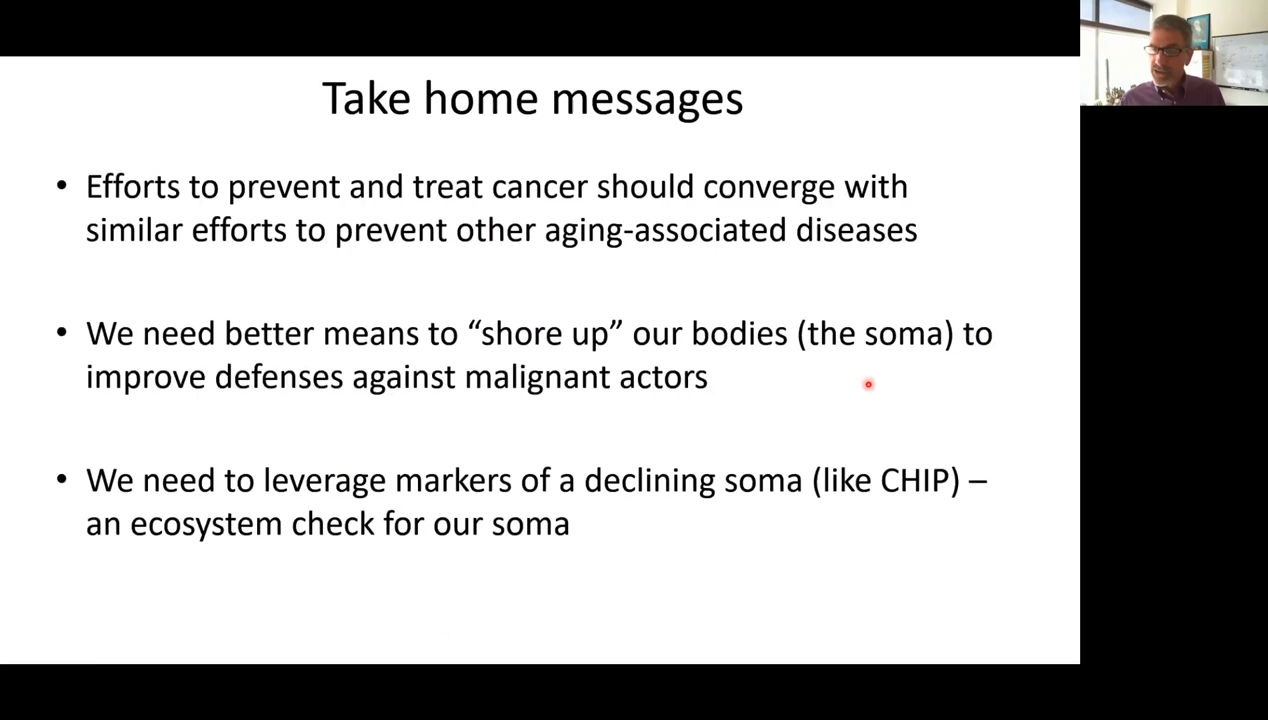 Take home messages
• Efforts to prevent and treat cancer should converge with
similar efforts to prevent other aging-associated diseases
• We need better means to “shore up” our bodies (the soma) to
improve defenses against malignant actors
• We need to leverage markers of a declining soma (like CHIP) –
an ecosystem check for our soma